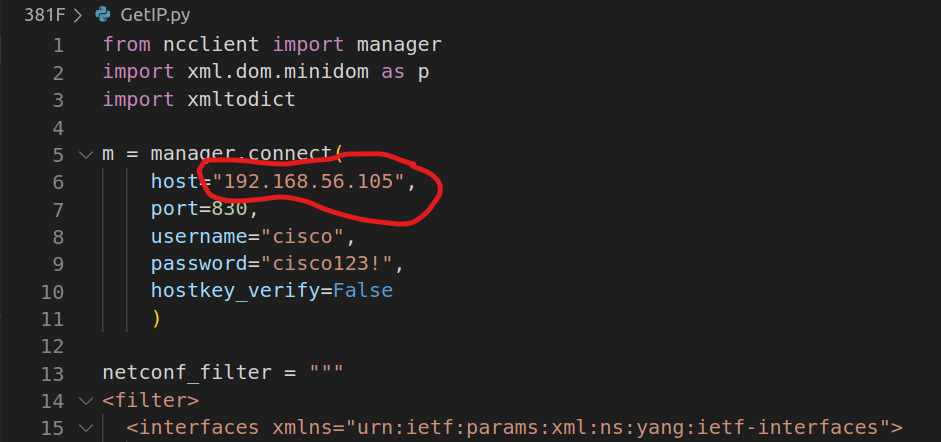 381F > GetIP.py
1 from ncclient import manager
2 import xml.dom.minidom as p
3 import xmltodict
4
5 m = manager.connect(
6 host="192.168.56.105",
7 port=830,
8 username="cisco",
9 password="cisco123!",
10 hostkey_verify=False
11 )
12
13 netconf_filter = """
14 <filter>
15 <interfaces xmlns="urn:ietf:params:xml:ns:yang:ietf-interfaces">